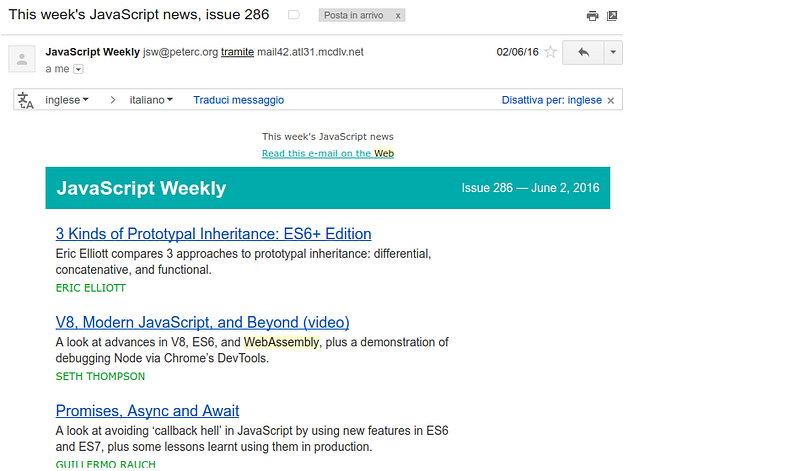 This week's JavaScript news, issue 286
Posta in arrivo x
JavaScript Weekly jsw@peterc.org tramite mail42.atl31.mcdlv.net 02/06/16
a me
inglese > italiano Traduci messaggio Disattiva per: inglese x
This week's JavaScript news
Read this e-mail on the Web
JavaScript Weekly Issue 286 — June 2, 2016
3 Kinds of Prototypal Inheritance: ES6+ Edition
Eric Elliott compares 3 approaches to prototypal inheritance: differential,
concatenative, and functional.
ERIC ELLIOTT
V8, Modern JavaScript, and Beyond (video)
A look at advances in V8, ES6, and WebAssembly, plus a demonstration of
debugging Node via Chrome’s DevTools.
SETH THOMPSON
Promises, Async and Await
A look at avoiding ‘callback hell’ in JavaScript by using new features in ES6
and ES7, plus some lessons learnt using them in production.
GUILLERMO RAUCH